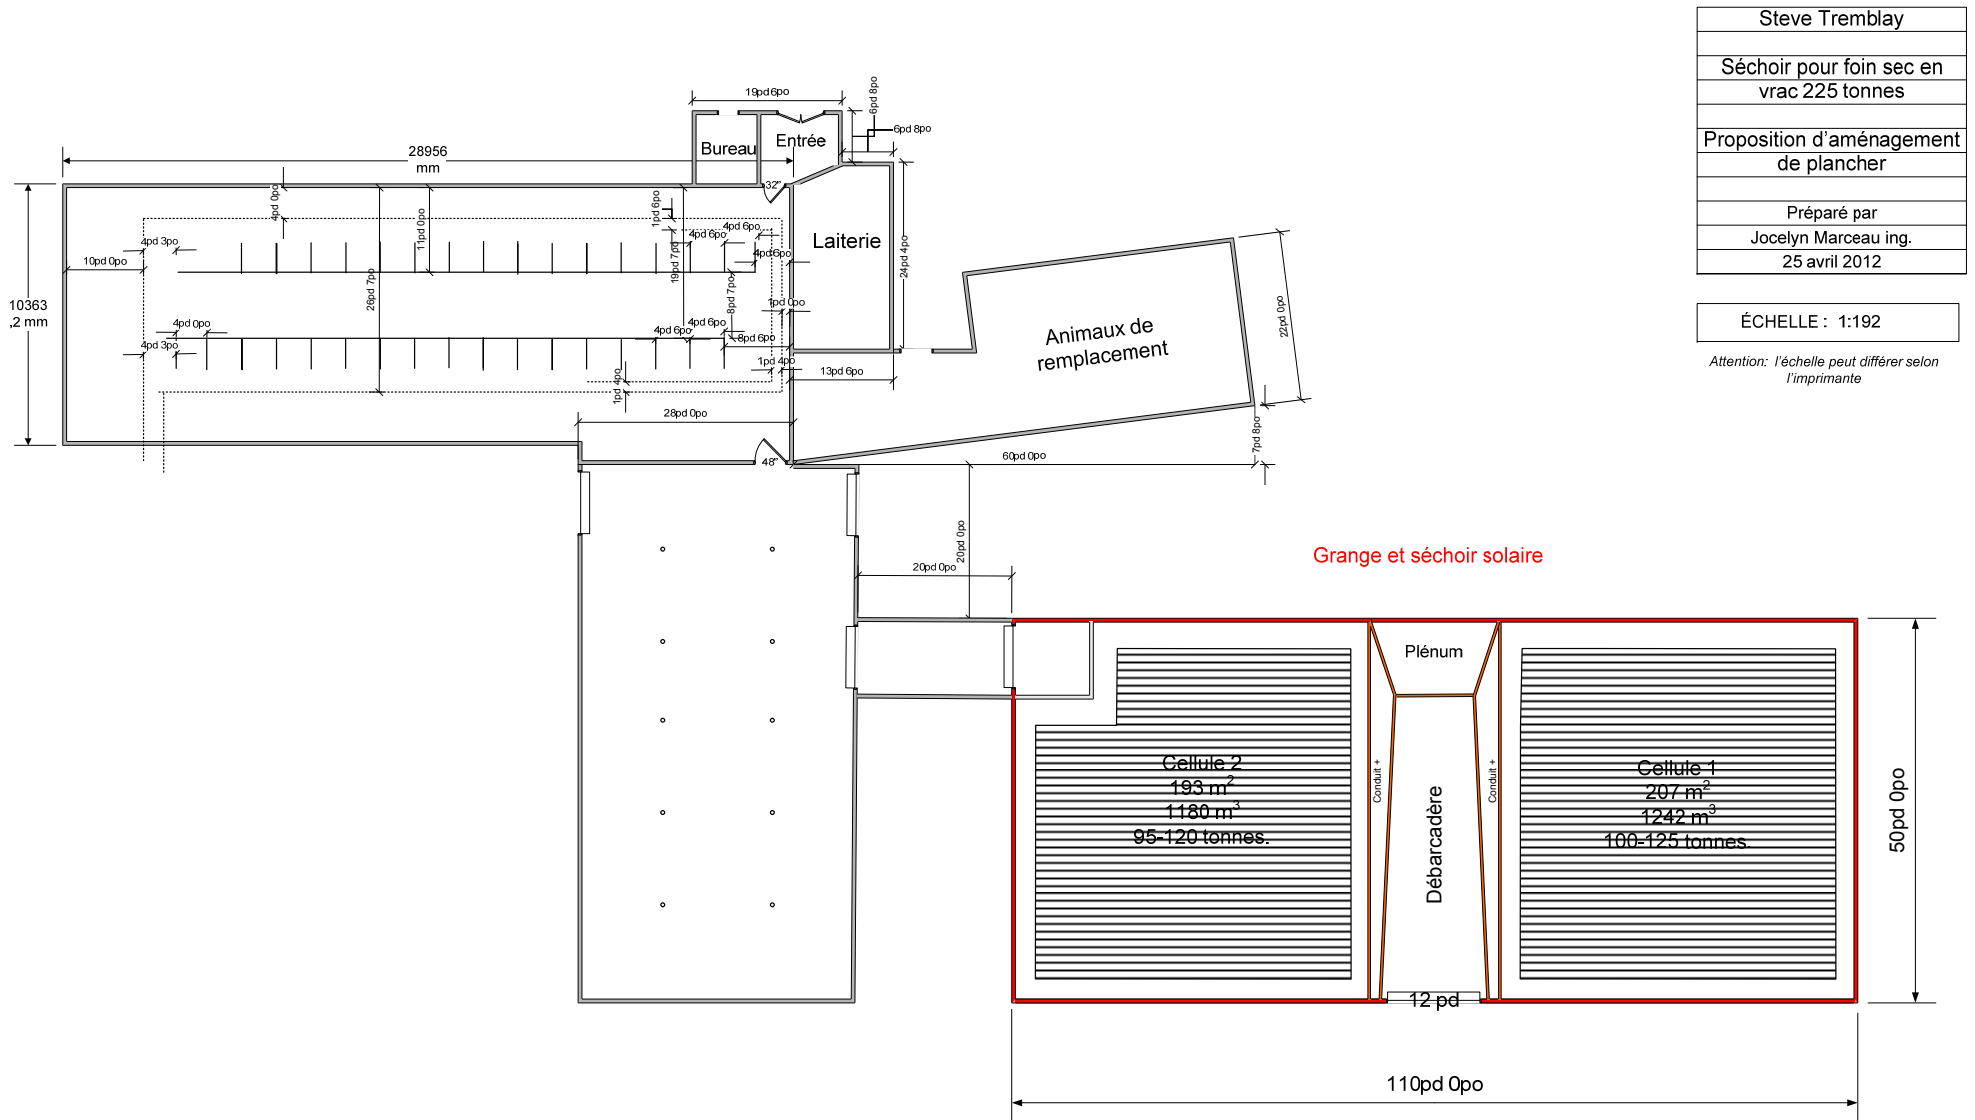 Steve Tremblay
Séchoir pour foin sec en
vrac 225 tonnes
Proposition d'aménagement
de plancher
Préparé par
Jocelyn Marceau ing.
25 avril 2012
ÉCHELLE : 1:192
Attention: l'échelle peut différer selon
l'imprimante
19pd 6po
6pd 8po
6pd 8po
Bureau
Entrée
28956
mm
32"
4pd 0po
11pd 0po
1pd 6po
4pd 6po
4pd 6po
4pd 3po
10pd 0po
26pd 7po
19pd 7po
4pd 6po
8pd 7po
1pd 0po
Laiterie
24pd 4po
10363
,2 mm
4pd 0po
4pd 3po
4pd 6po
4pd 6po
8pd 6po
1pd 4po
1pd 4po
13pd 6po
28pd 0po
48"
Animaux de
remplacement
22pd 0po
7pd 8po
60pd 0po
20pd 0po
20pd 0po
Grange et séchoir solaire
Plénum
Cellule 2
193 m²
1180 m³
95-120 tonnes.
Conduit +
Débarcadère
Conduit +
Cellule 1
207 m²
1242 m³
100-125 tonnes.
12 pd
50pd 0po
110pd 0po